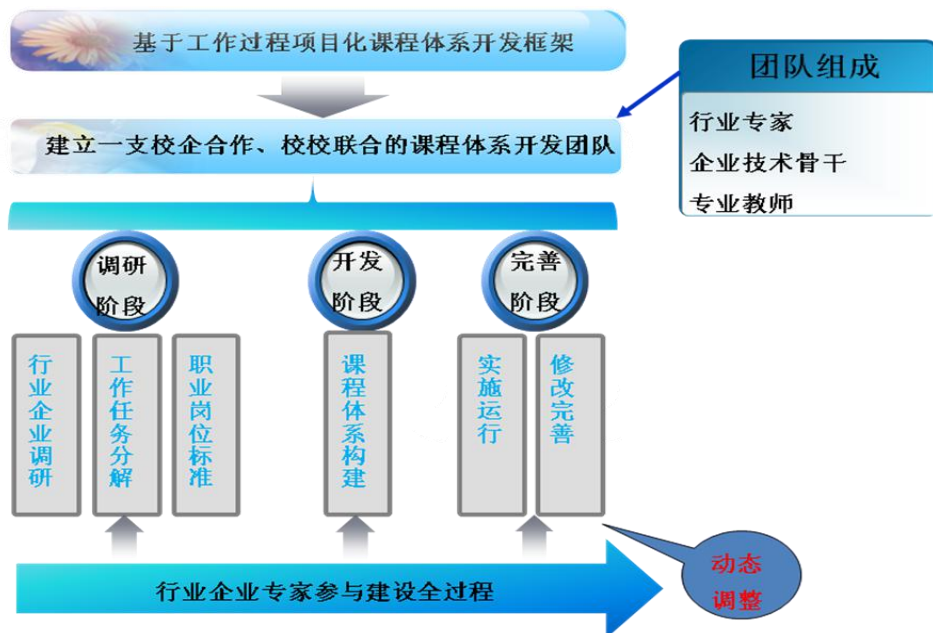 基于工作过程项目化课程体系开发框架
团队组成
行业专家
企业技术骨干
专业教师
建立一支校企合作、校校联合的课程体系开发团队
调研
阶段
开发
阶段
完善
阶段
行业企业调研
工作任务分解
职业岗位标准
课程体系构建
实施运行
修改完善
行业企业专家参与建设全过程
动态
调整